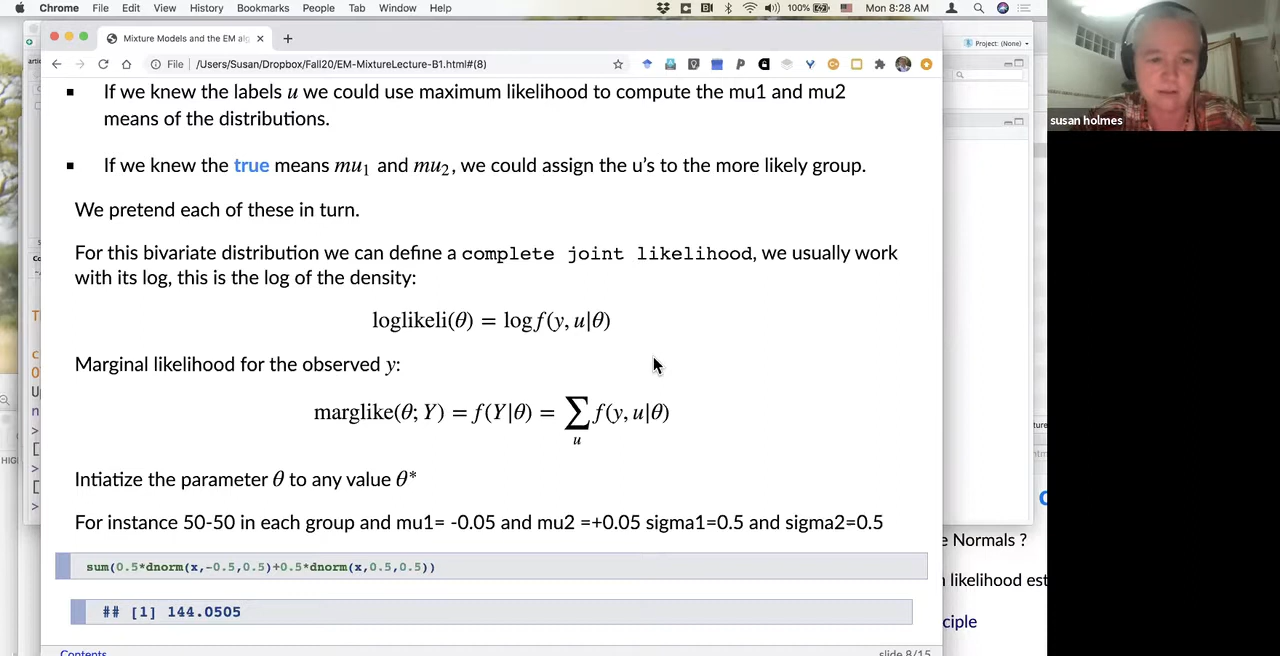 Chrome File Edit View History Bookmarks People Tab Window Help 100% Mon 8:28 AM
Mixture Models and the EM alg
Project: (None)
File /Users/Susan/Dropbox/Fall20/EM-MixtureLecture-B1.html#(8)
susan holmes
If we knew the labels u we could use maximum likelihood to compute the mu1 and mu2
means of the distributions.
If we knew the true means mu₁ and mu₂, we could assign the u's to the more likely group.
We pretend each of these in turn.
For this bivariate distribution we can define a complete joint likelihood, we usually work
with its log, this is the log of the density:
loglikeli(θ) = log f(y, u|θ)
Marginal likelihood for the observed y:
marglike(θ; Y) = f(Y|θ) = ∑ f(y, u|θ)
u
Intiatize the parameter θ to any value θ*
For instance 50-50 in each group and mu1= -0.05 and mu2 =+0.05 sigma1=0.5 and sigma2=0.5
e Normals ?
sum(0.5*dnorm(x,-0.5,0.5)+0.5*dnorm(x,0.5,0.5))
n likelihood est
## [1] 144.0505
ciple
Contents
slide 8/15